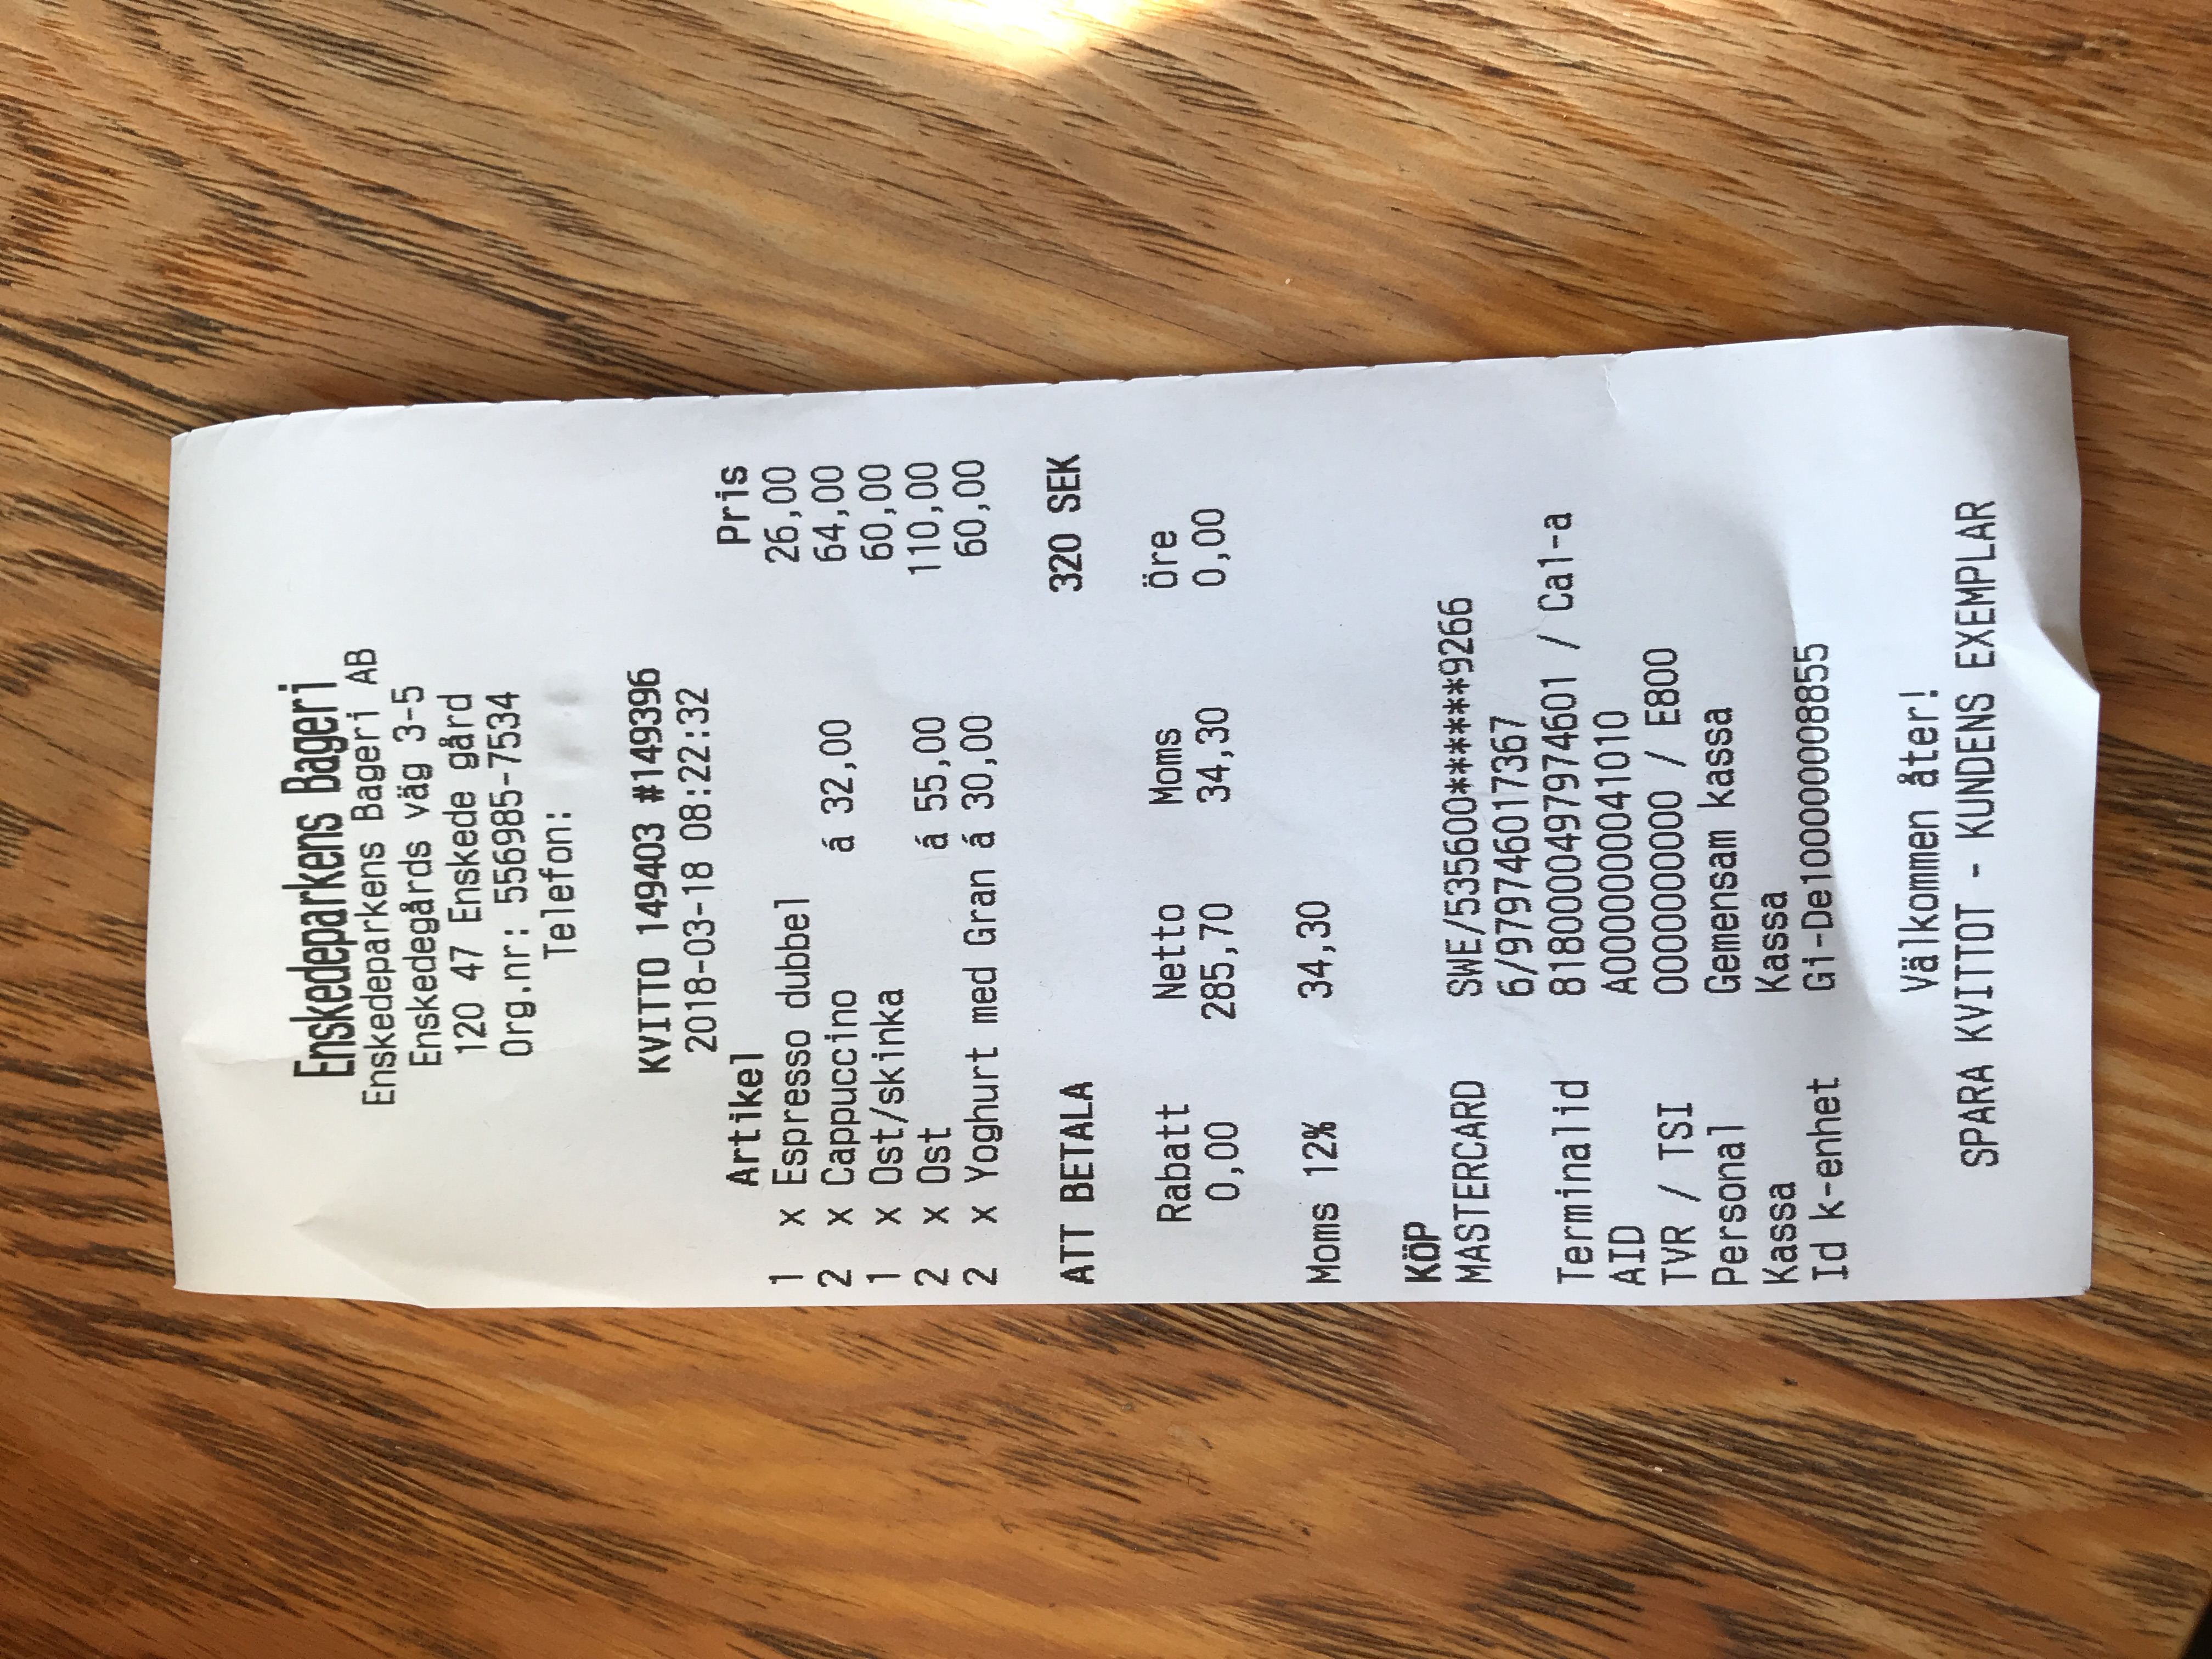 Enskedeparkens Bageri
Enskedeparkens Bageri AB
Enskedegårds väg 3-5
120 47 Enskede gård
Org.nr: 556985-7534
Telefon:
KVITTO 149403 #149396
2018-03-18 08:22:32
Artikel Pris
1 x Espresso dubbel 26,00
2 x Cappuccino á 32,00 64,00
1 x Ost/skinka 60,00
2 x Ost á 55,00 110,00
2 x Yoghurt med Gran á 30,00 60,00
ATT BETALA 320 SEK
Rabatt Netto Moms Öre
0,00 285,70 34,30 0,00
Moms 12% 34,30
KÖP
MASTERCARD SWE/535600******9266
6/979746017367
Terminalid 8180000497974601 / Ca1-a
AID A0000000041010
TVR / TSI 0000000000 / E800
Personal Gemensam kassa
Kassa Kassa
Id k-enhet Gi-De100000008855
Välkommen åter!
SPARA KVITTOT - KUNDENS EXEMPLAR